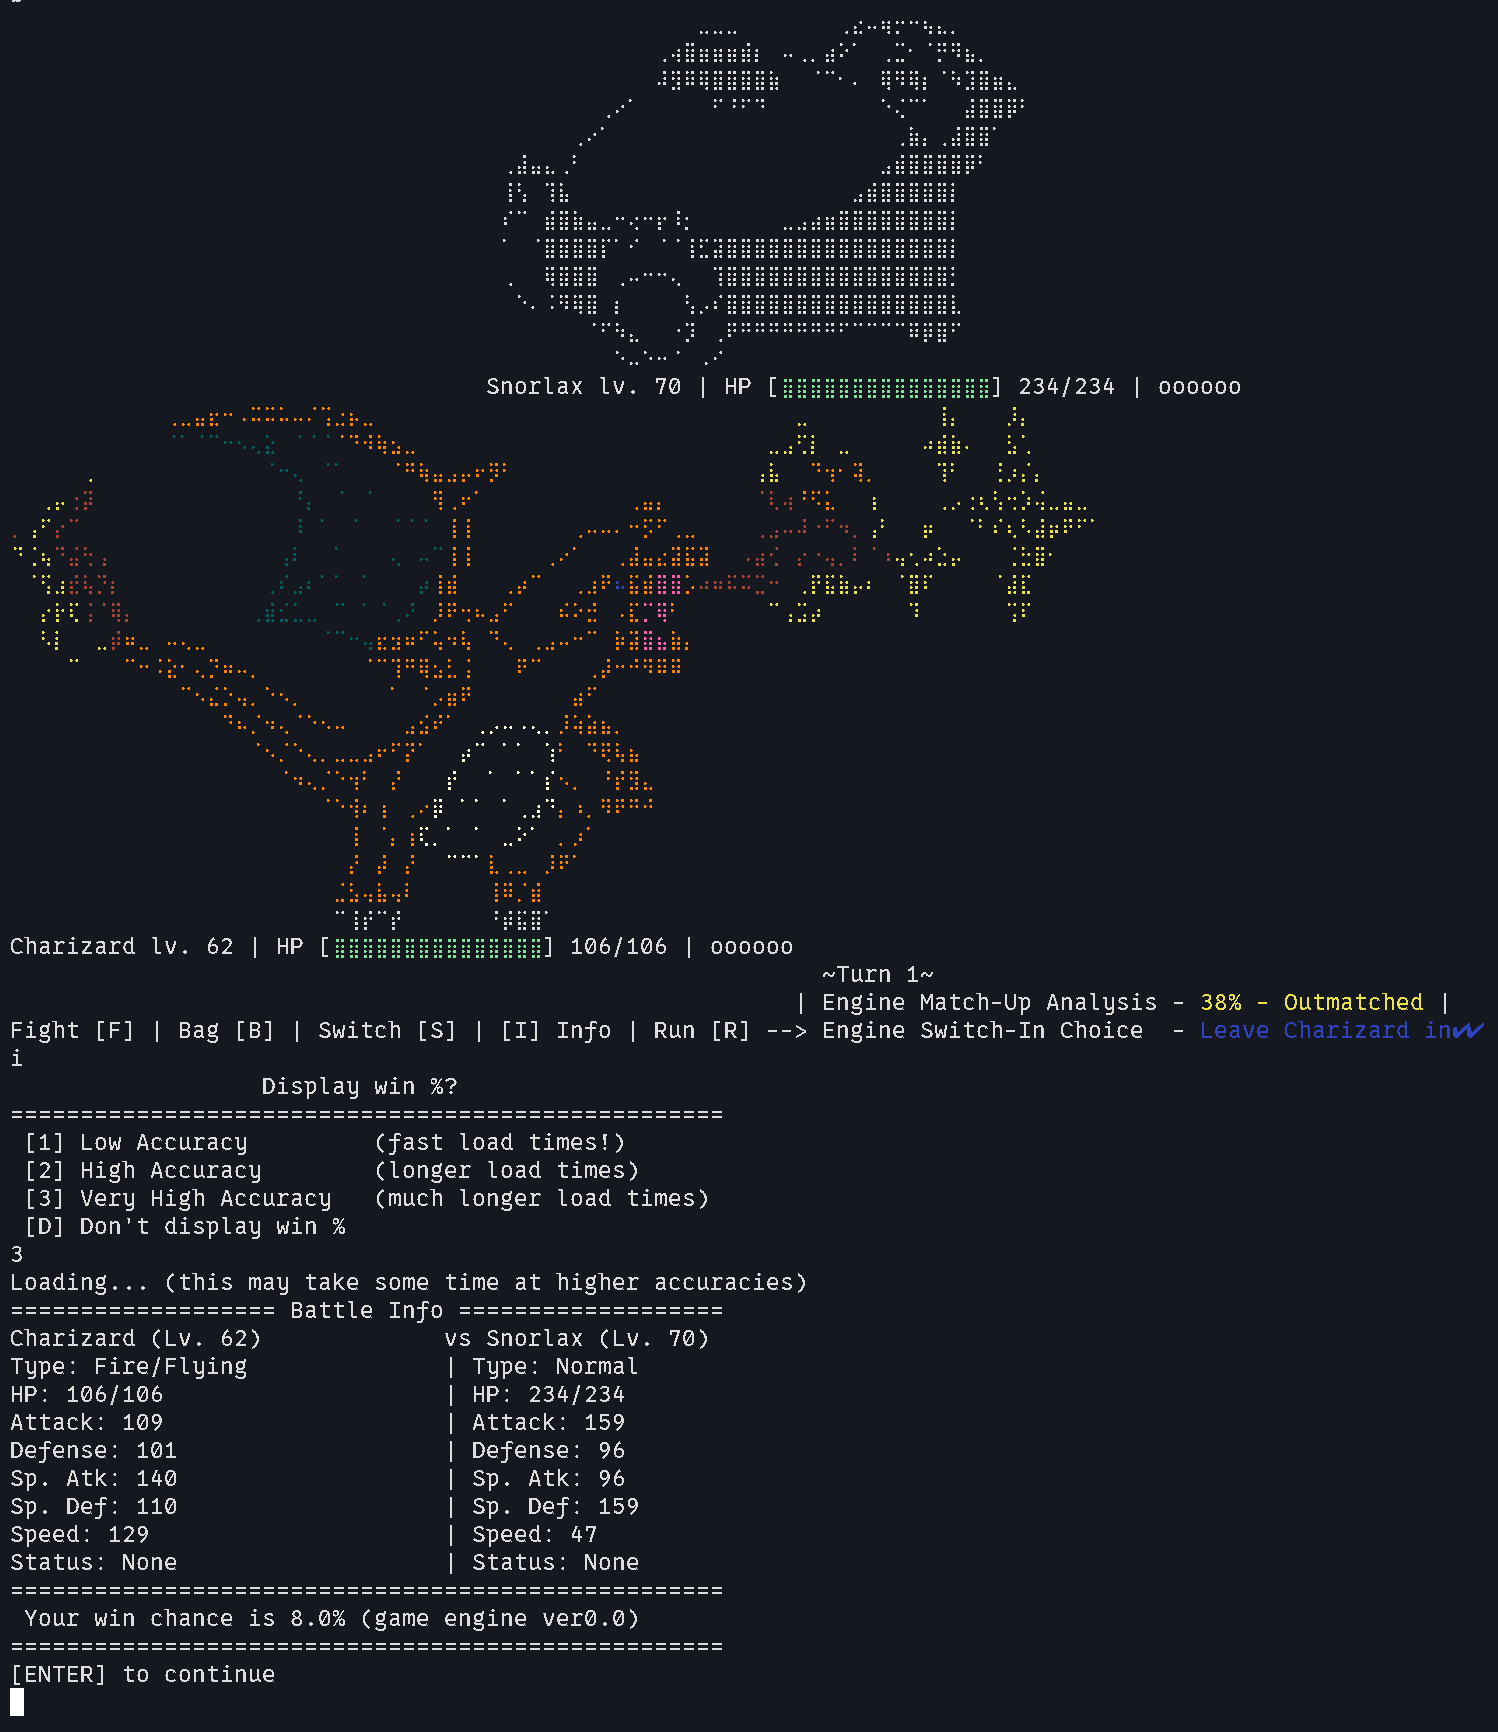 Snorlax lv. 70 | HP [⣿⣿⣿⣿⣿⣿⣿⣿⣿⣿⣿⣿⣿⣿⣿] 234/234 | oooooo
Charizard lv. 62 | HP [⣿⣿⣿⣿⣿⣿⣿⣿⣿⣿⣿⣿⣿⣿⣿] 106/106 | oooooo
~Turn 1~
| Engine Match-Up Analysis - 38% - Outmatched |
Fight [F] | Bag [B] | Switch [S] | [I] Info | Run [R] --> Engine Switch-In Choice  - Leave Charizard in✔✔
i
Display win %?
===================================================
[1] Low Accuracy         (fast load times!)
[2] High Accuracy        (longer load times)
[3] Very High Accuracy   (much longer load times)
[D] Don't display win %
3
Loading... (this may take some time at higher accuracies)
=================== Battle Info ===================
Charizard (Lv. 62)             vs Snorlax (Lv. 70)
Type: Fire/Flying              | Type: Normal
HP: 106/106                    | HP: 234/234
Attack: 109                    | Attack: 159
Defense: 101                   | Defense: 96
Sp. Atk: 140                   | Sp. Atk: 96
Sp. Def: 110                   | Sp. Def: 159
Speed: 129                     | Speed: 47
Status: None                   | Status: None
===================================================
Your win chance is 8.0% (game engine ver0.0)
===================================================
[ENTER] to continue